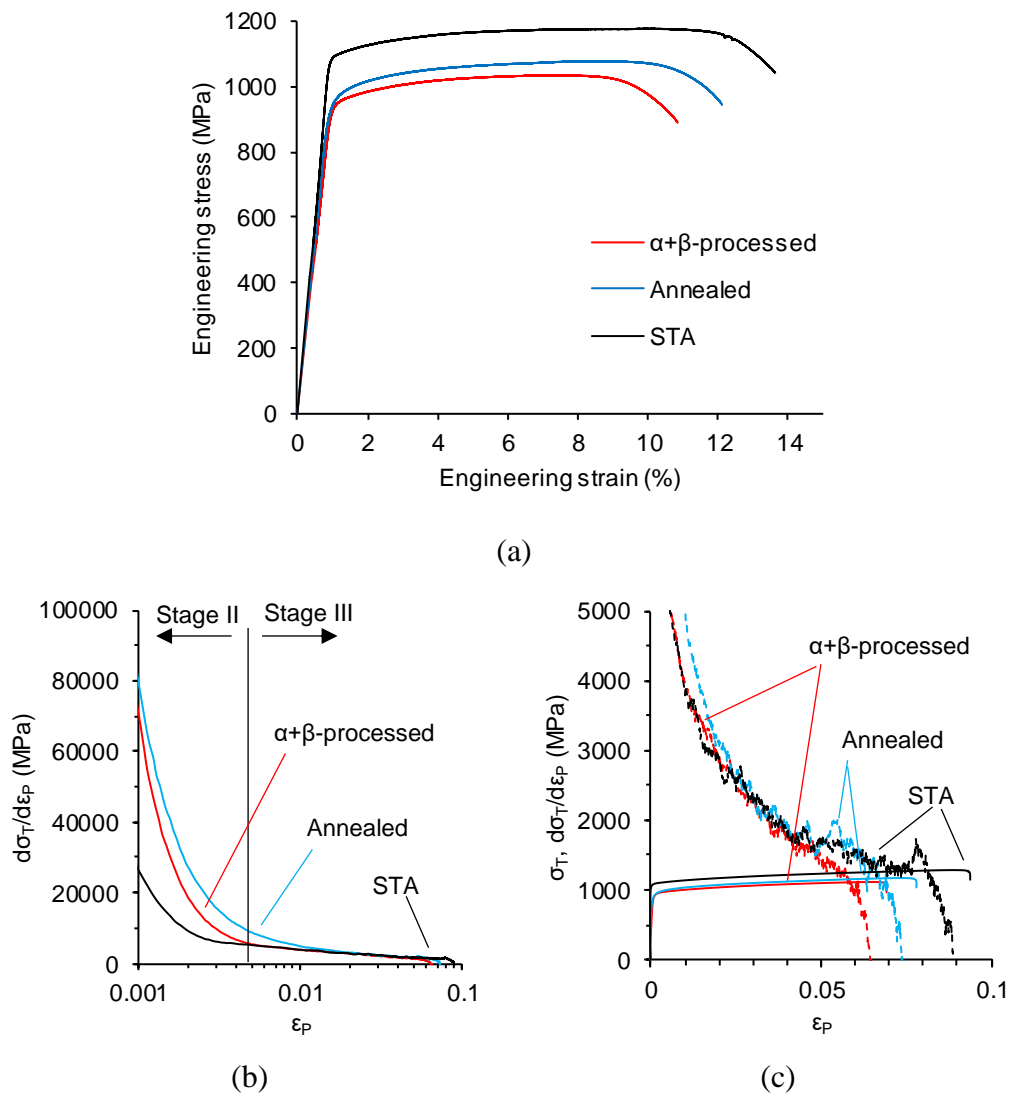 1200
1000
800
600
400
200
0
0 2 4 6 8 10 12 14
Engineering stress (MPa)
Engineering strain (%)
α+β-processed
Annealed
STA
(a)
100000
80000
60000
40000
20000
0
0.001 0.01 0.1
dσT/dεP (MPa)
εP
Stage II Stage III
α+β-processed
Annealed
STA
(b)
5000
4000
3000
2000
1000
0
0 0.05 0.1
σT, dσT/dεP (MPa)
εP
α+β-processed
Annealed
STA
(c)